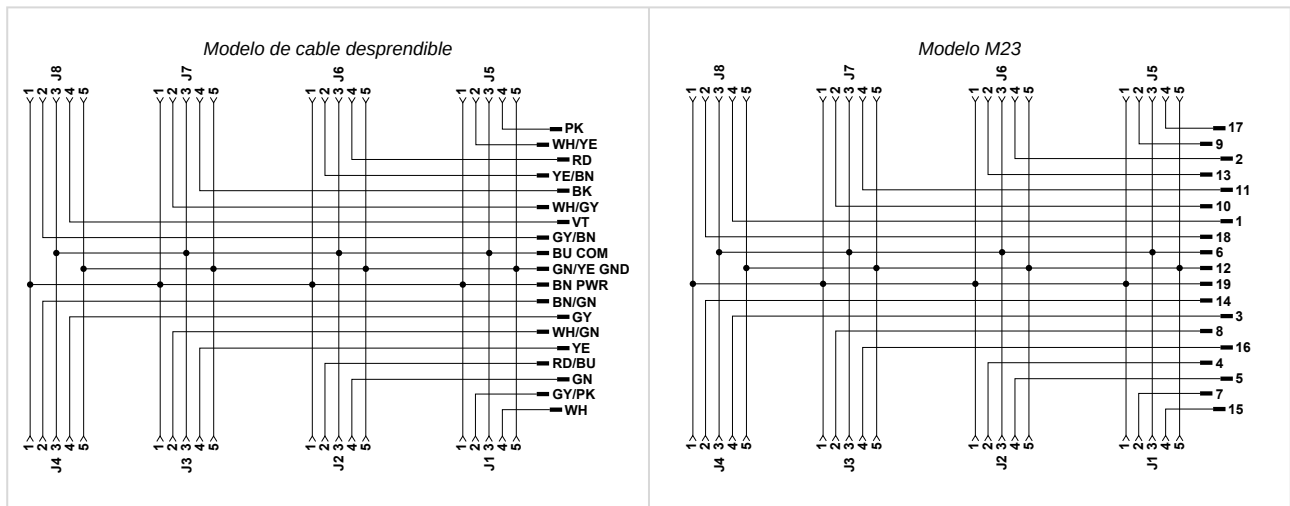 Modelo de cable desprendible
J8
J7
J6
J5
1 2 3 4 5
1 2 3 4 5
1 2 3 4 5
1 2 3 4 5
PK
WH/YE
RD
YE/BN
BK
WH/GY
VT
GY/BN
BU COM
GN/YE GND
BN PWR
BN/GN
GY
WH/GN
YE
RD/BU
GN
GY/PK
WH
1 2 3 4 5
1 2 3 4 5
1 2 3 4 5
1 2 3 4 5
J4
J3
J2
J1
Modelo M23
J8
J7
J6
J5
1 2 3 4 5
1 2 3 4 5
1 2 3 4 5
1 2 3 4 5
17
9
2
13
11
10
1
18
6
12
19
14
3
8
16
4
5
7
15
1 2 3 4 5
1 2 3 4 5
1 2 3 4 5
1 2 3 4 5
J4
J3
J2
J1